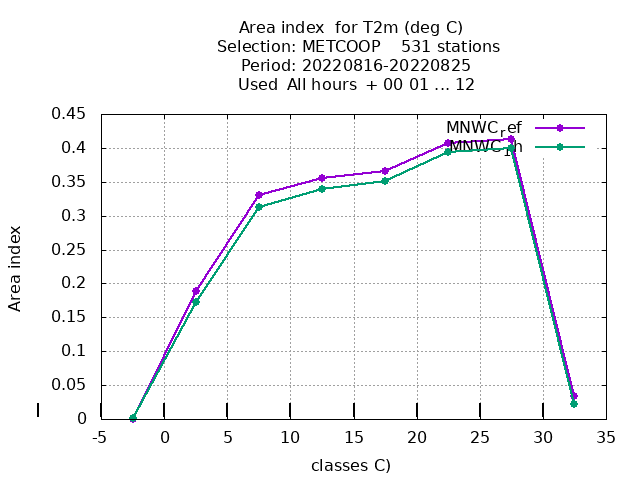 Area index  for T2m (deg C)
Selection: METCOOP    531 stations
Period: 20220816-20220825
Used  All hours  + 00 01 ... 12
MNWC_ref
0.45
0.4
0.35
0.3
0.25
0.2
0.15
0.1
0.05
0
Area index
-5 0 5 10 15 20 25 30 35
classes C)